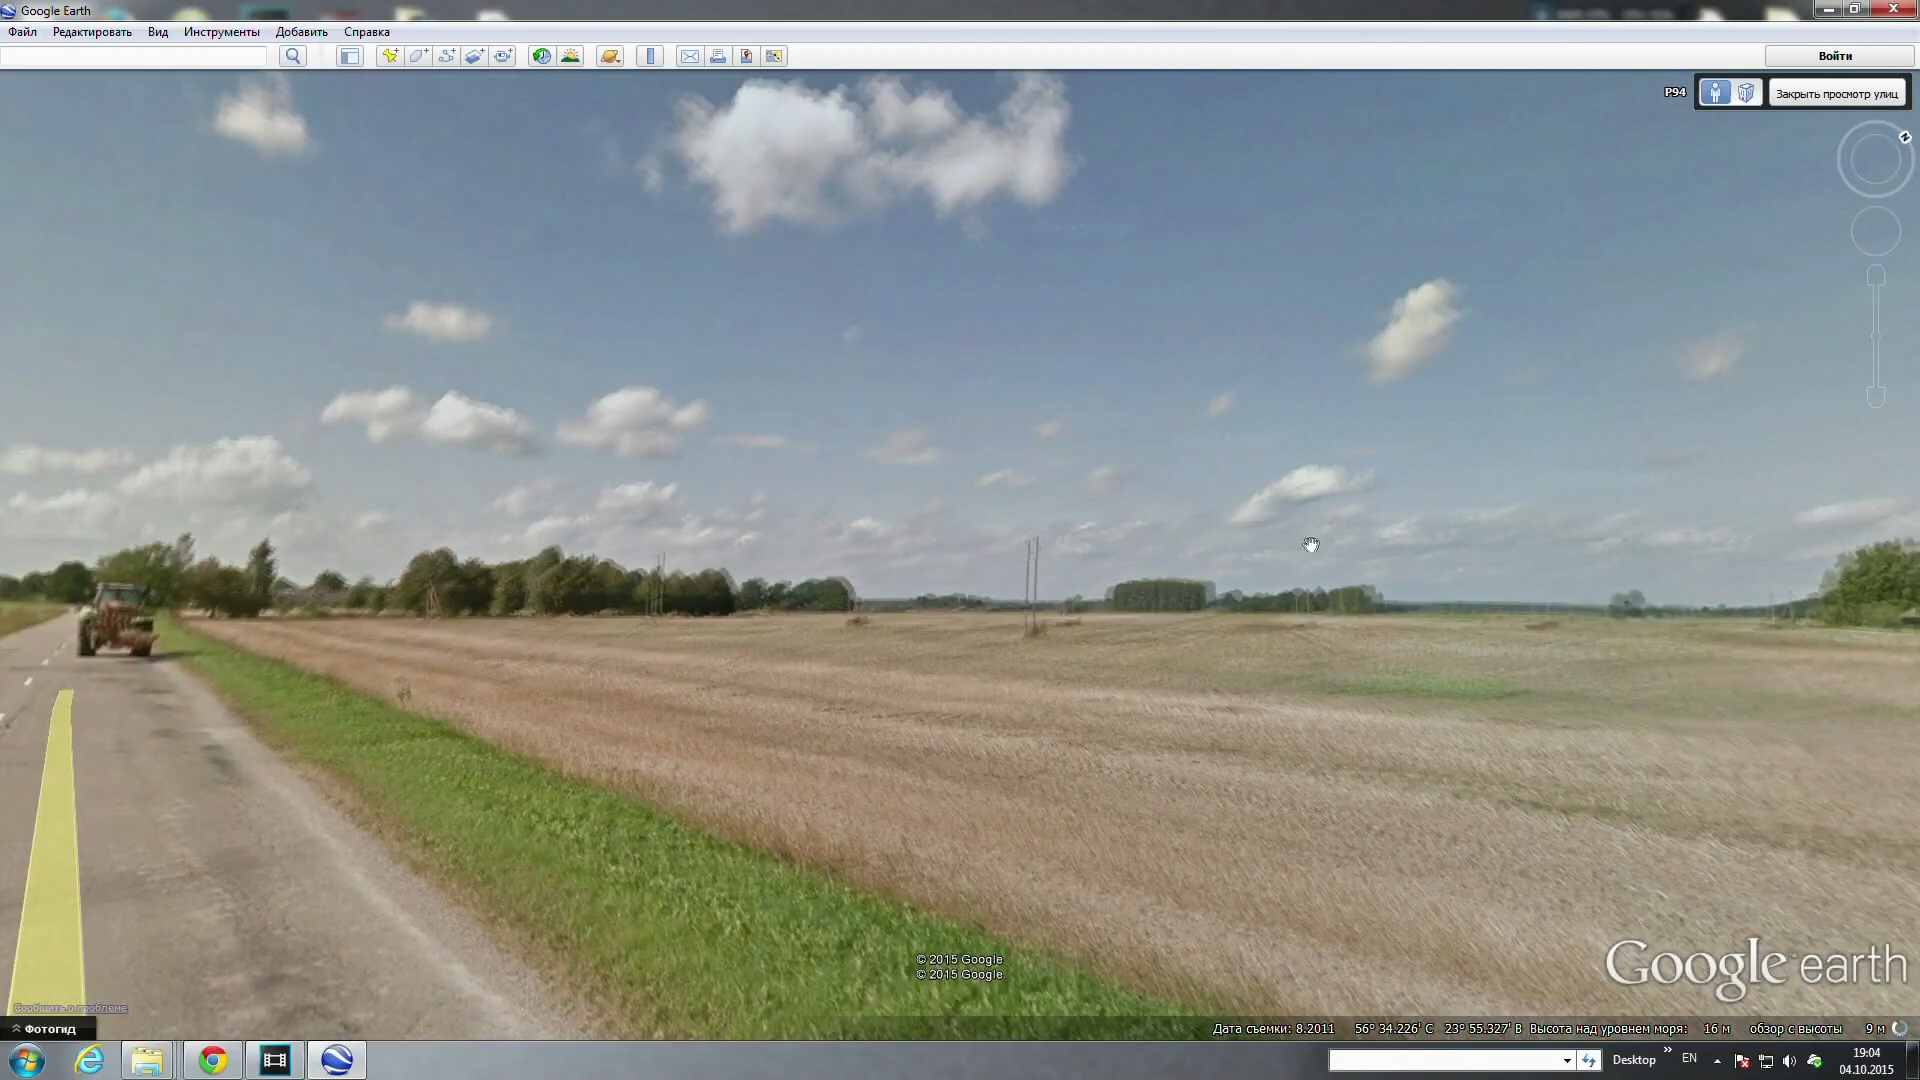 Google Earth
Файл Редактировать Вид Инструменты Добавить Справка
Войти
P94
Закрыть просмотр улиц
N
© 2015 Google
© 2015 Google
Google earth
Сообщить о проблеме
Фотогид
Дата съемки: 8.2011 56° 34.226' С 23° 55.327' В Высота над уровнем моря: 16 м обзор с высоты 9 м
Desktop
EN
19:04
04.10.2015